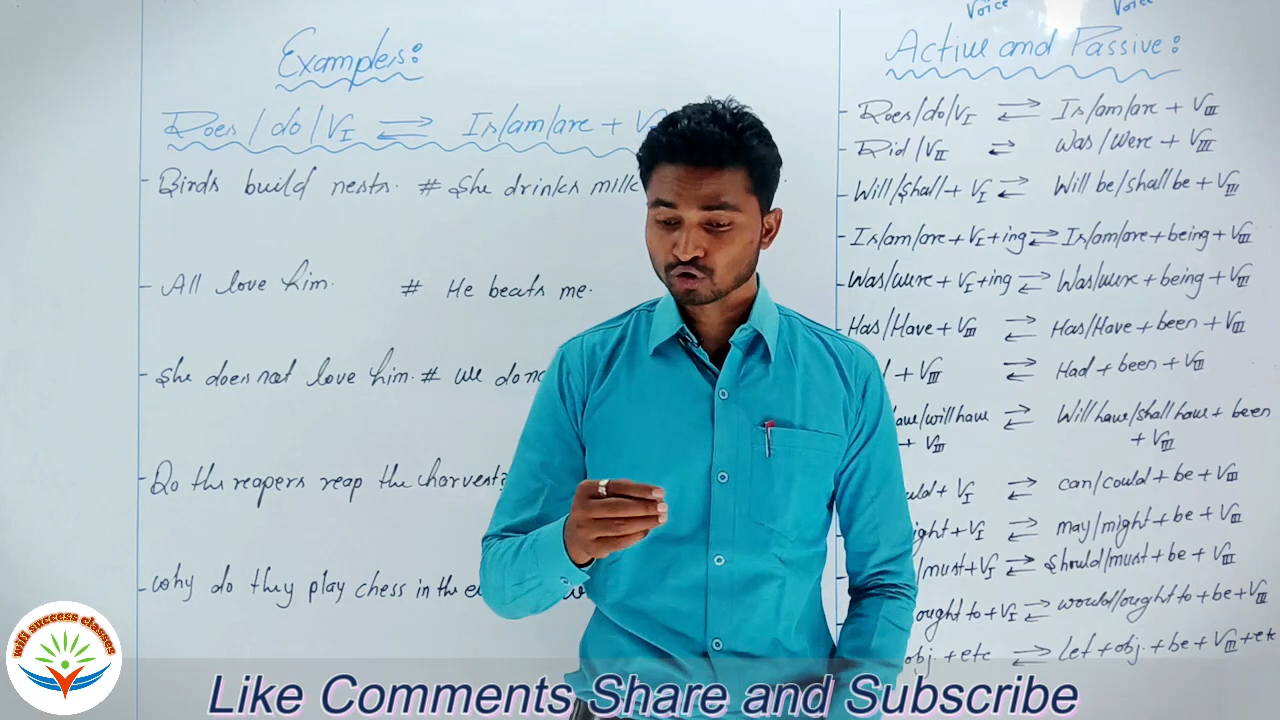 Examples:
Does/do/VI ⇌ Is/am/are + V
Birds build nests. # She drinks milk
All love him. # He beats me.
She does not love him. # We
Do the reapers reap the harvest?
Why do they play chess in the
Voice Voice
Active and Passive:
Does/do/VI ⇌ Is/am/are + VIII
Did/VII ⇌ Was/Were + VIII
Will/Shall + VI ⇌ Will be/shall be + VIII
Is/am/are + VI + ing ⇌ Is/am/are + being + VIII
Was/were + VI + ing ⇌ Was/were + being + VIII
Has/Have + VIII ⇌ Has/Have + been + VIII
+ VIII ⇌ Had + been + VIII
/will have + VIII ⇌ Will have/shall have + been + VIII
+ VI ⇌ can/could + be + VIII
+ VI ⇌ may/might + be + VIII
/must + VI ⇌ Should/must + be + VIII
ought to + VI ⇌ would/ought to + be + VIII
obj. + etc ⇌ Let + obj. + be + VIII + etc
wifi success classes
Like Comments Share and Subscribe